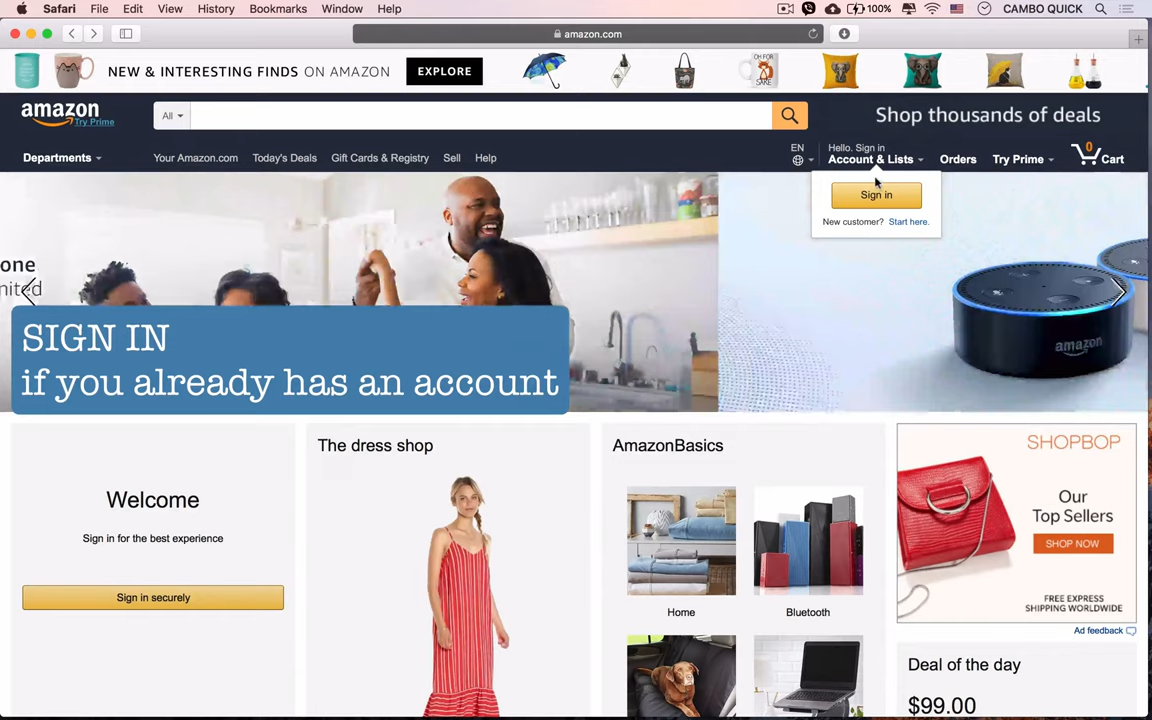 Safari File Edit View History Bookmarks Window Help 100% CAMBO QUICK
amazon.com
NEW & INTERESTING FINDS ON AMAZON EXPLORE
OH FOR
SAKE
amazon
Try Prime
All
Shop thousands of deals
Departments
Your Amazon.com Today's Deals Gift Cards & Registry Sell Help
EN
Hello. Sign in
Account & Lists
Orders
Try Prime
0
Cart
Sign in
New customer? Start here.
one
nited
SIGN IN
if you already has an account
amazon
Welcome
Sign in for the best experience
Sign in securely
The dress shop
AmazonBasics
Home
Bluetooth
SHOPBOP
Our
Top Sellers
SHOP NOW
FREE EXPRESS
SHIPPING WORLDWIDE
Ad feedback
Deal of the day
$99.00